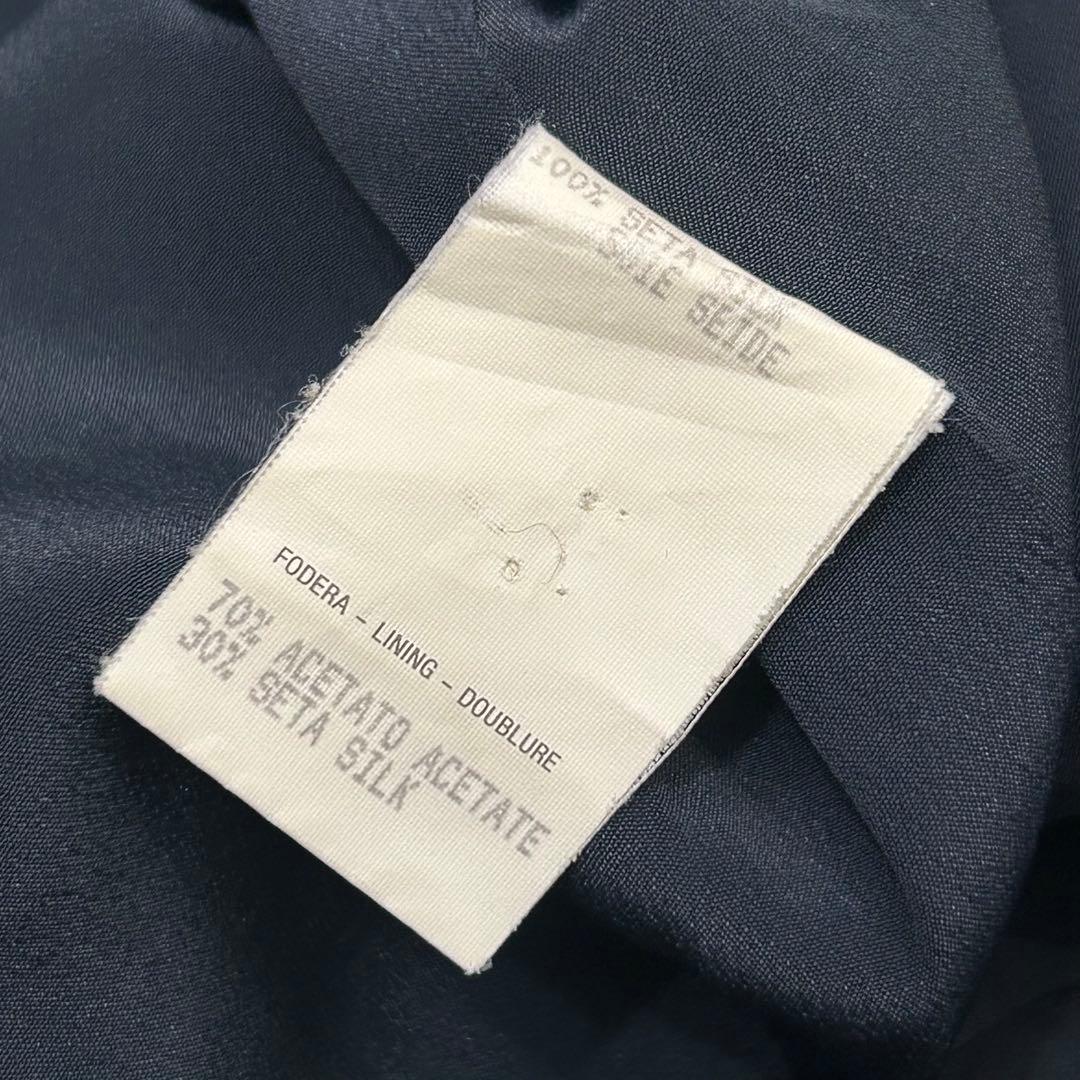 100% SETA SILK
SOIE SEIDE
FODERA - LINING - DOUBLURE
70% ACETATO ACETATE
30% SETA SILK